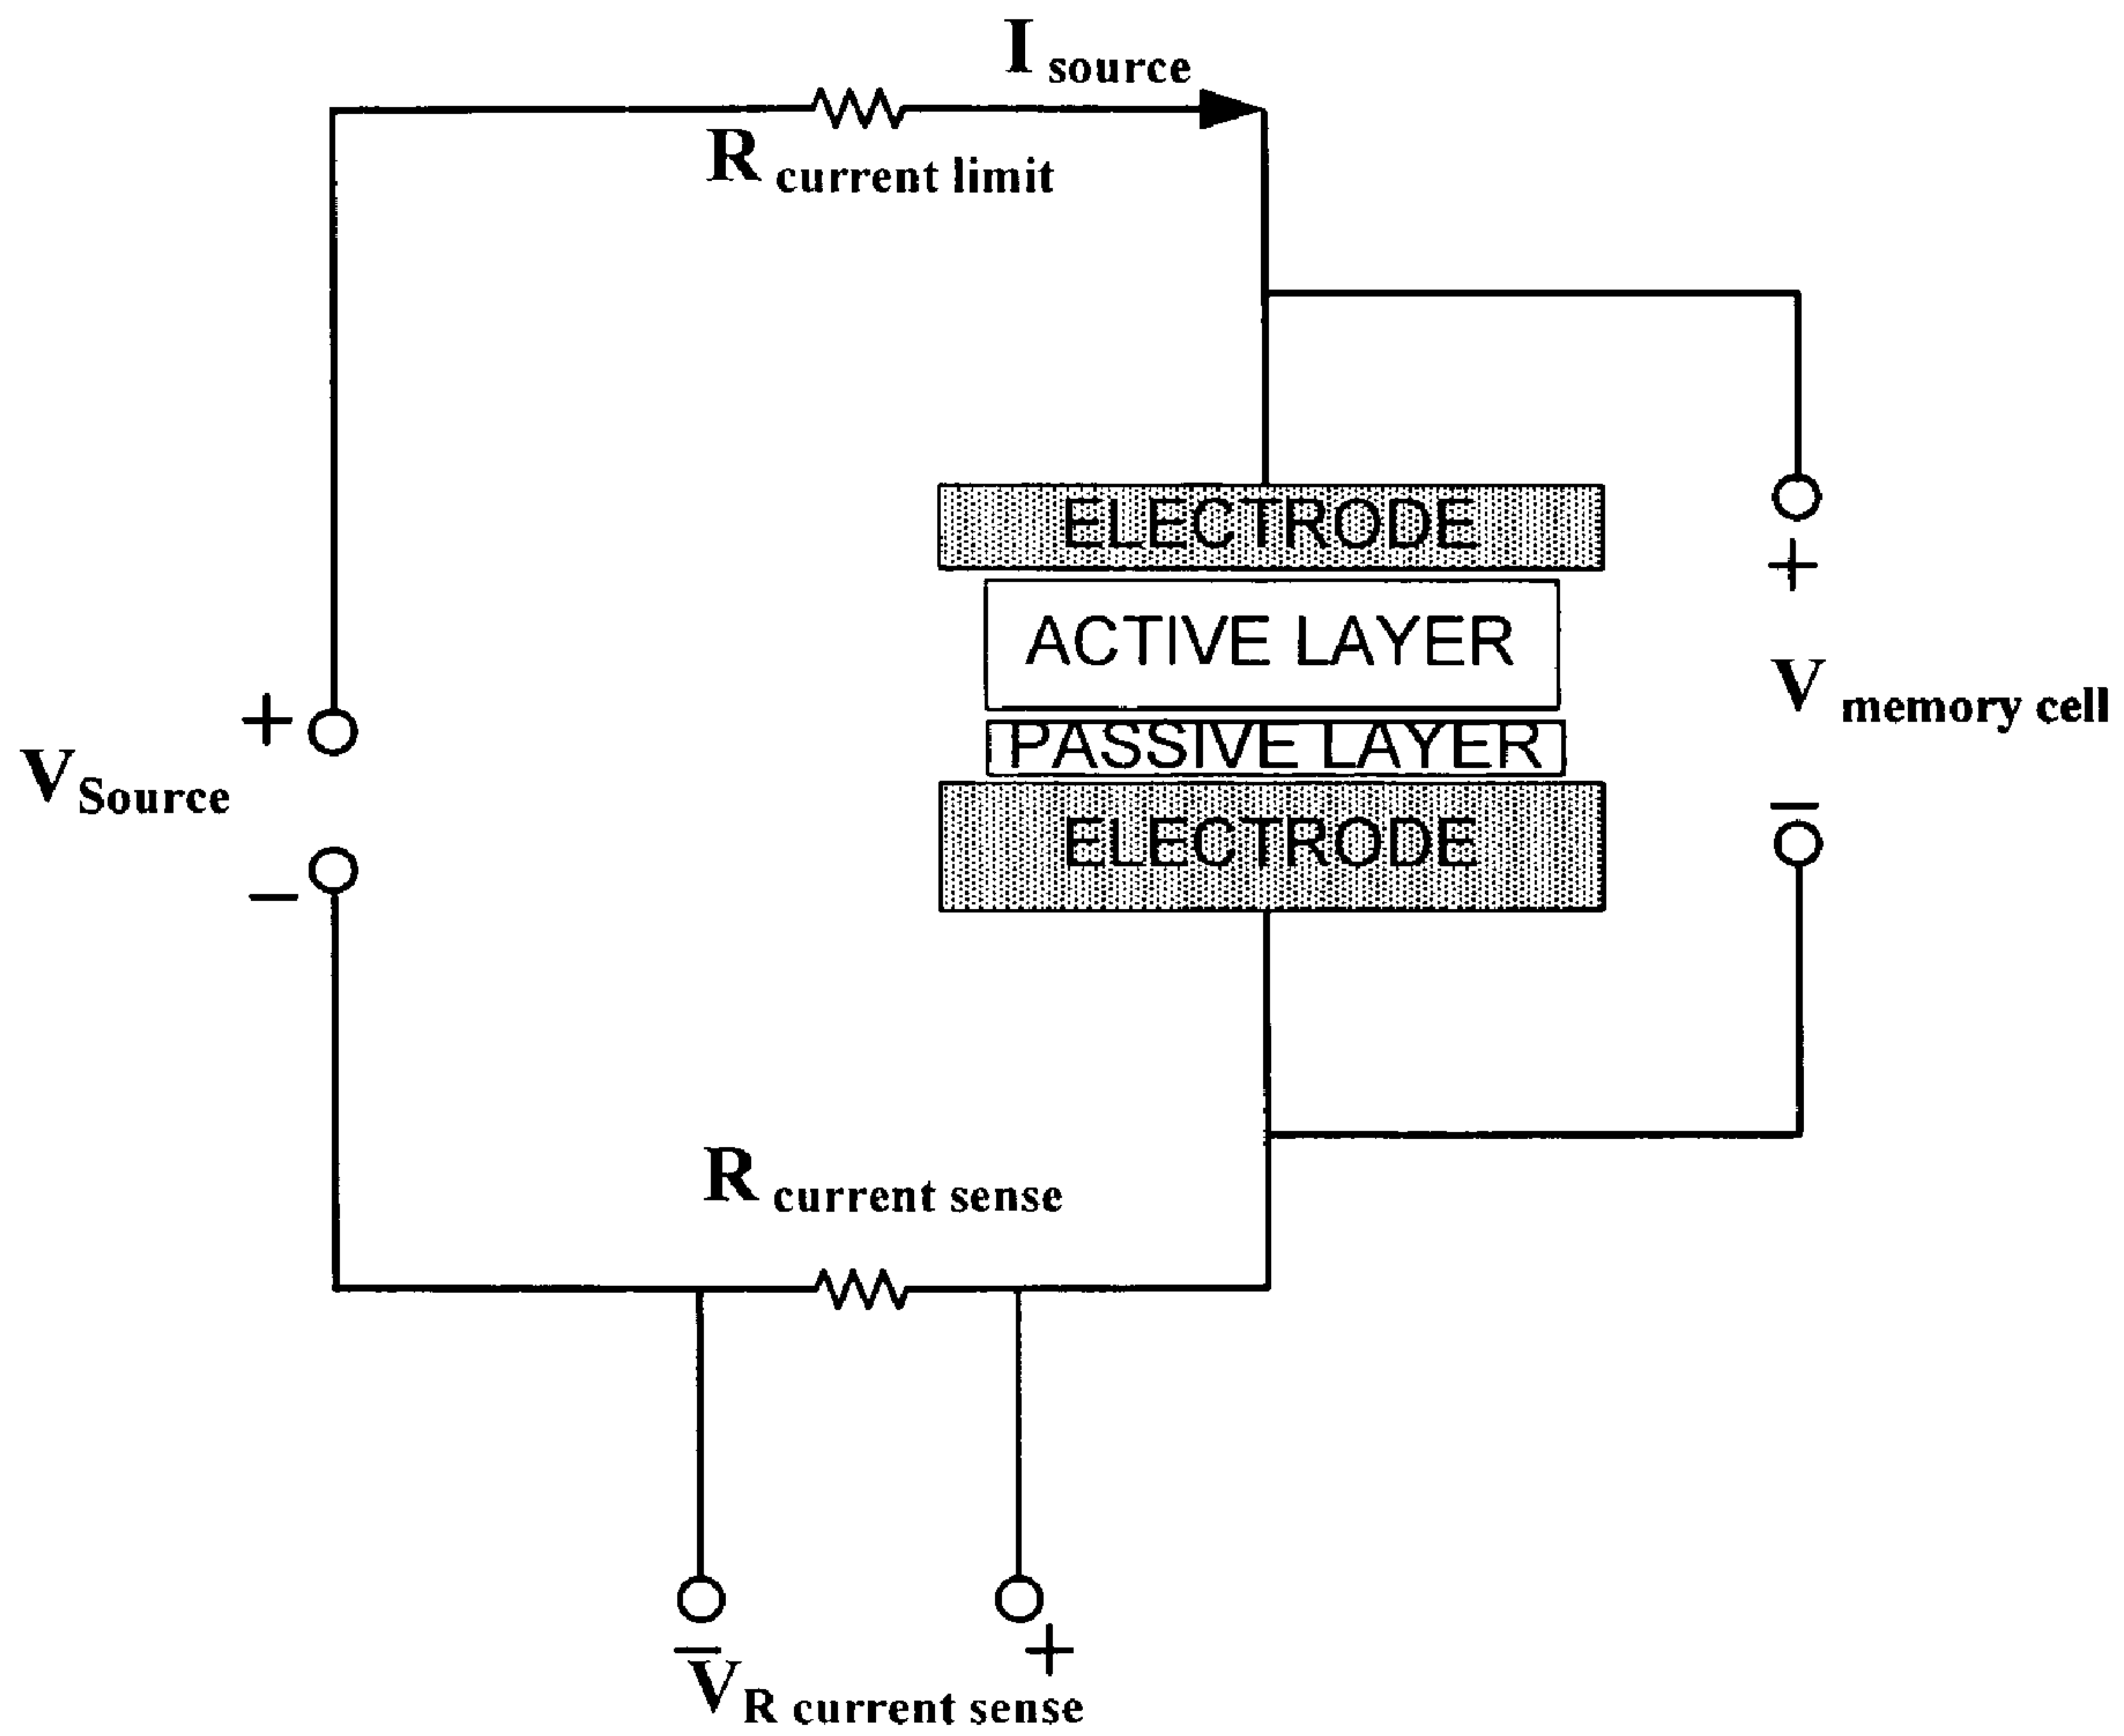 I source
R current limit
ELECTRODE
+
ACTIVE LAYER
V memory cell
+
PASSIVE LAYER
V Source
−
ELECTRODE
−
R current sense
− +
V R current sense